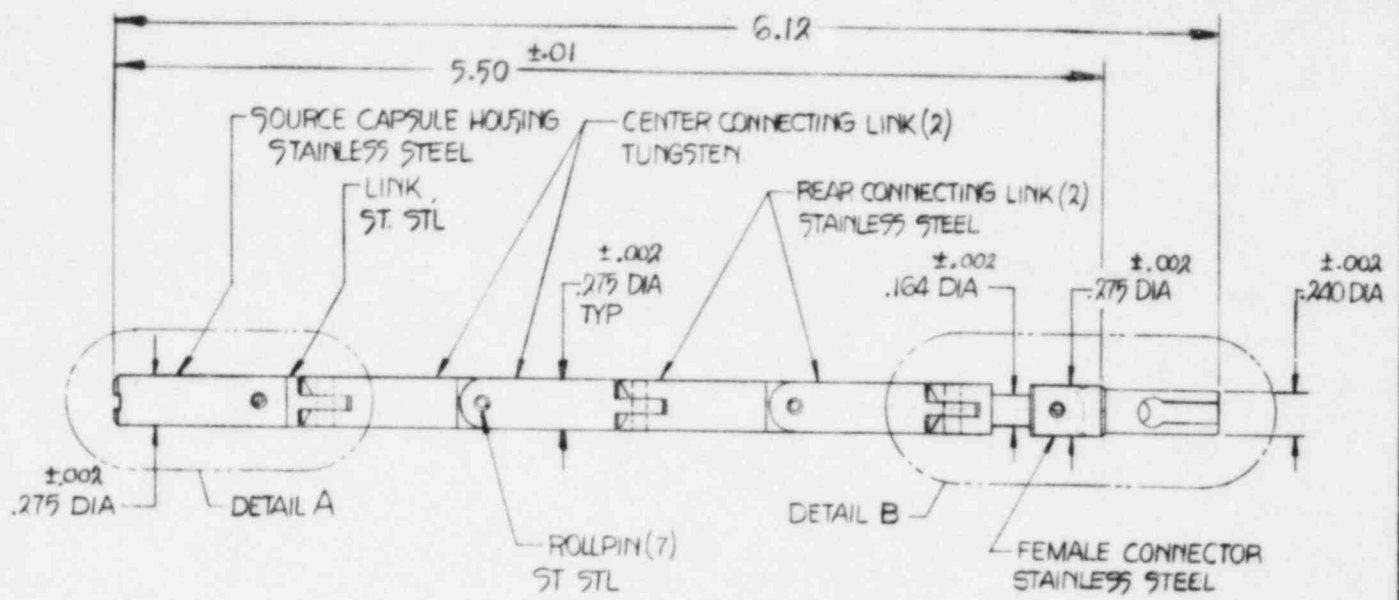 6.12
±.01
5.50
SOURCE CAPSULE HOUSING
STAINLESS STEEL
CENTER CONNECTING LINK (2)
TUNGSTEN
LINK,
ST. STL
REAR CONNECTING LINK (2)
STAINLESS STEEL
±.002
.275 DIA
TYP
±.002
.164 DIA
±.002
.275 DIA
±.002
.240 DIA
±.002
.275 DIA
DETAIL A
DETAIL B
ROLLPIN (7)
ST STL
FEMALE CONNECTOR
STAINLESS STEEL